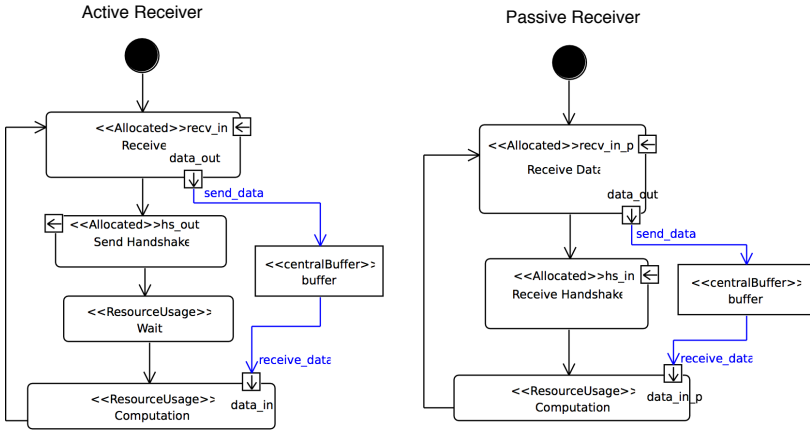 Active Receiver
<<Allocated>>recv_in
Receive
data_out
send_data
<<Allocated>>hs_out
Send Handshake
<<centralBuffer>>
buffer
<<ResourceUsage>>
Wait
receive_data
<<ResourceUsage>>
Computation
data_in
Passive Receiver
<<Allocated>>recv_in_p
Receive Data
data_out
send_data
<<Allocated>>hs_in
Receive Handshake
<<centralBuffer>>
buffer
receive_data
<<ResourceUsage>>
Computation
data_in_p